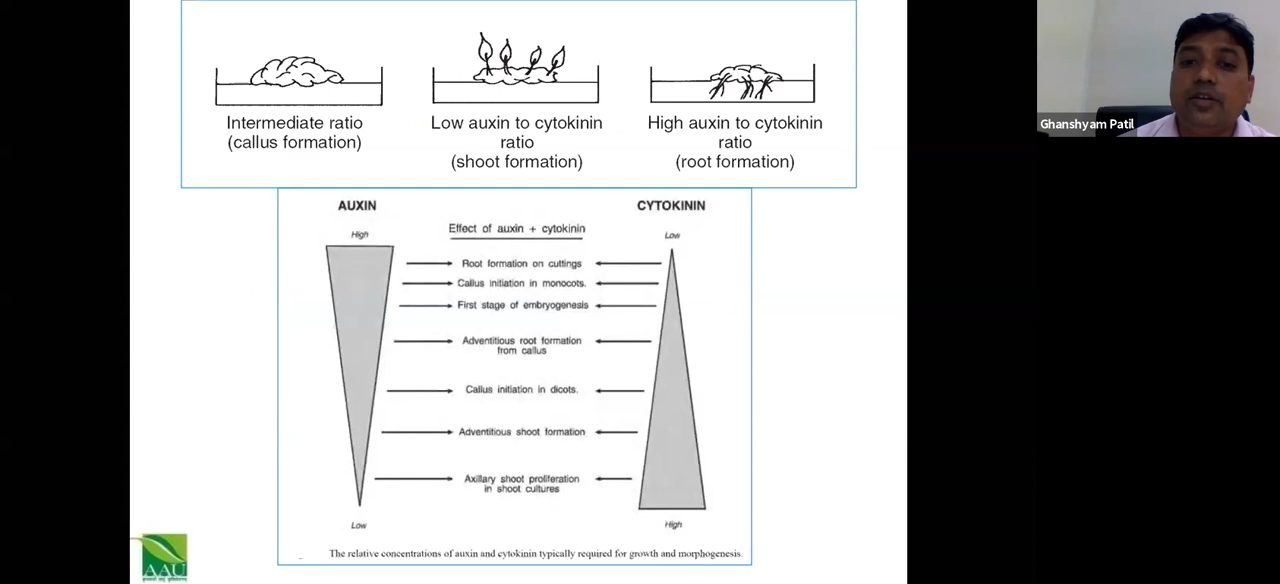 Intermediate ratio
(callus formation)
Low auxin to cytokinin
ratio
(shoot formation)
High auxin to cytokinin
ratio
(root formation)
Ghanshyam Patil
AUXIN
CYTOKININ
High
Effect of auxin + cytokinin
Low
Root formation on cuttings
Callus initiation in monocots.
First stage of embryogenesis
Adventitious root formation
from callus
Callus initiation in dicots.
Adventitious shoot formation
Axillary shoot proliferation
in shoot cultures
Low
High
The relative concentrations of auxin and cytokinin typically required for growth and morphogenesis.
AAU